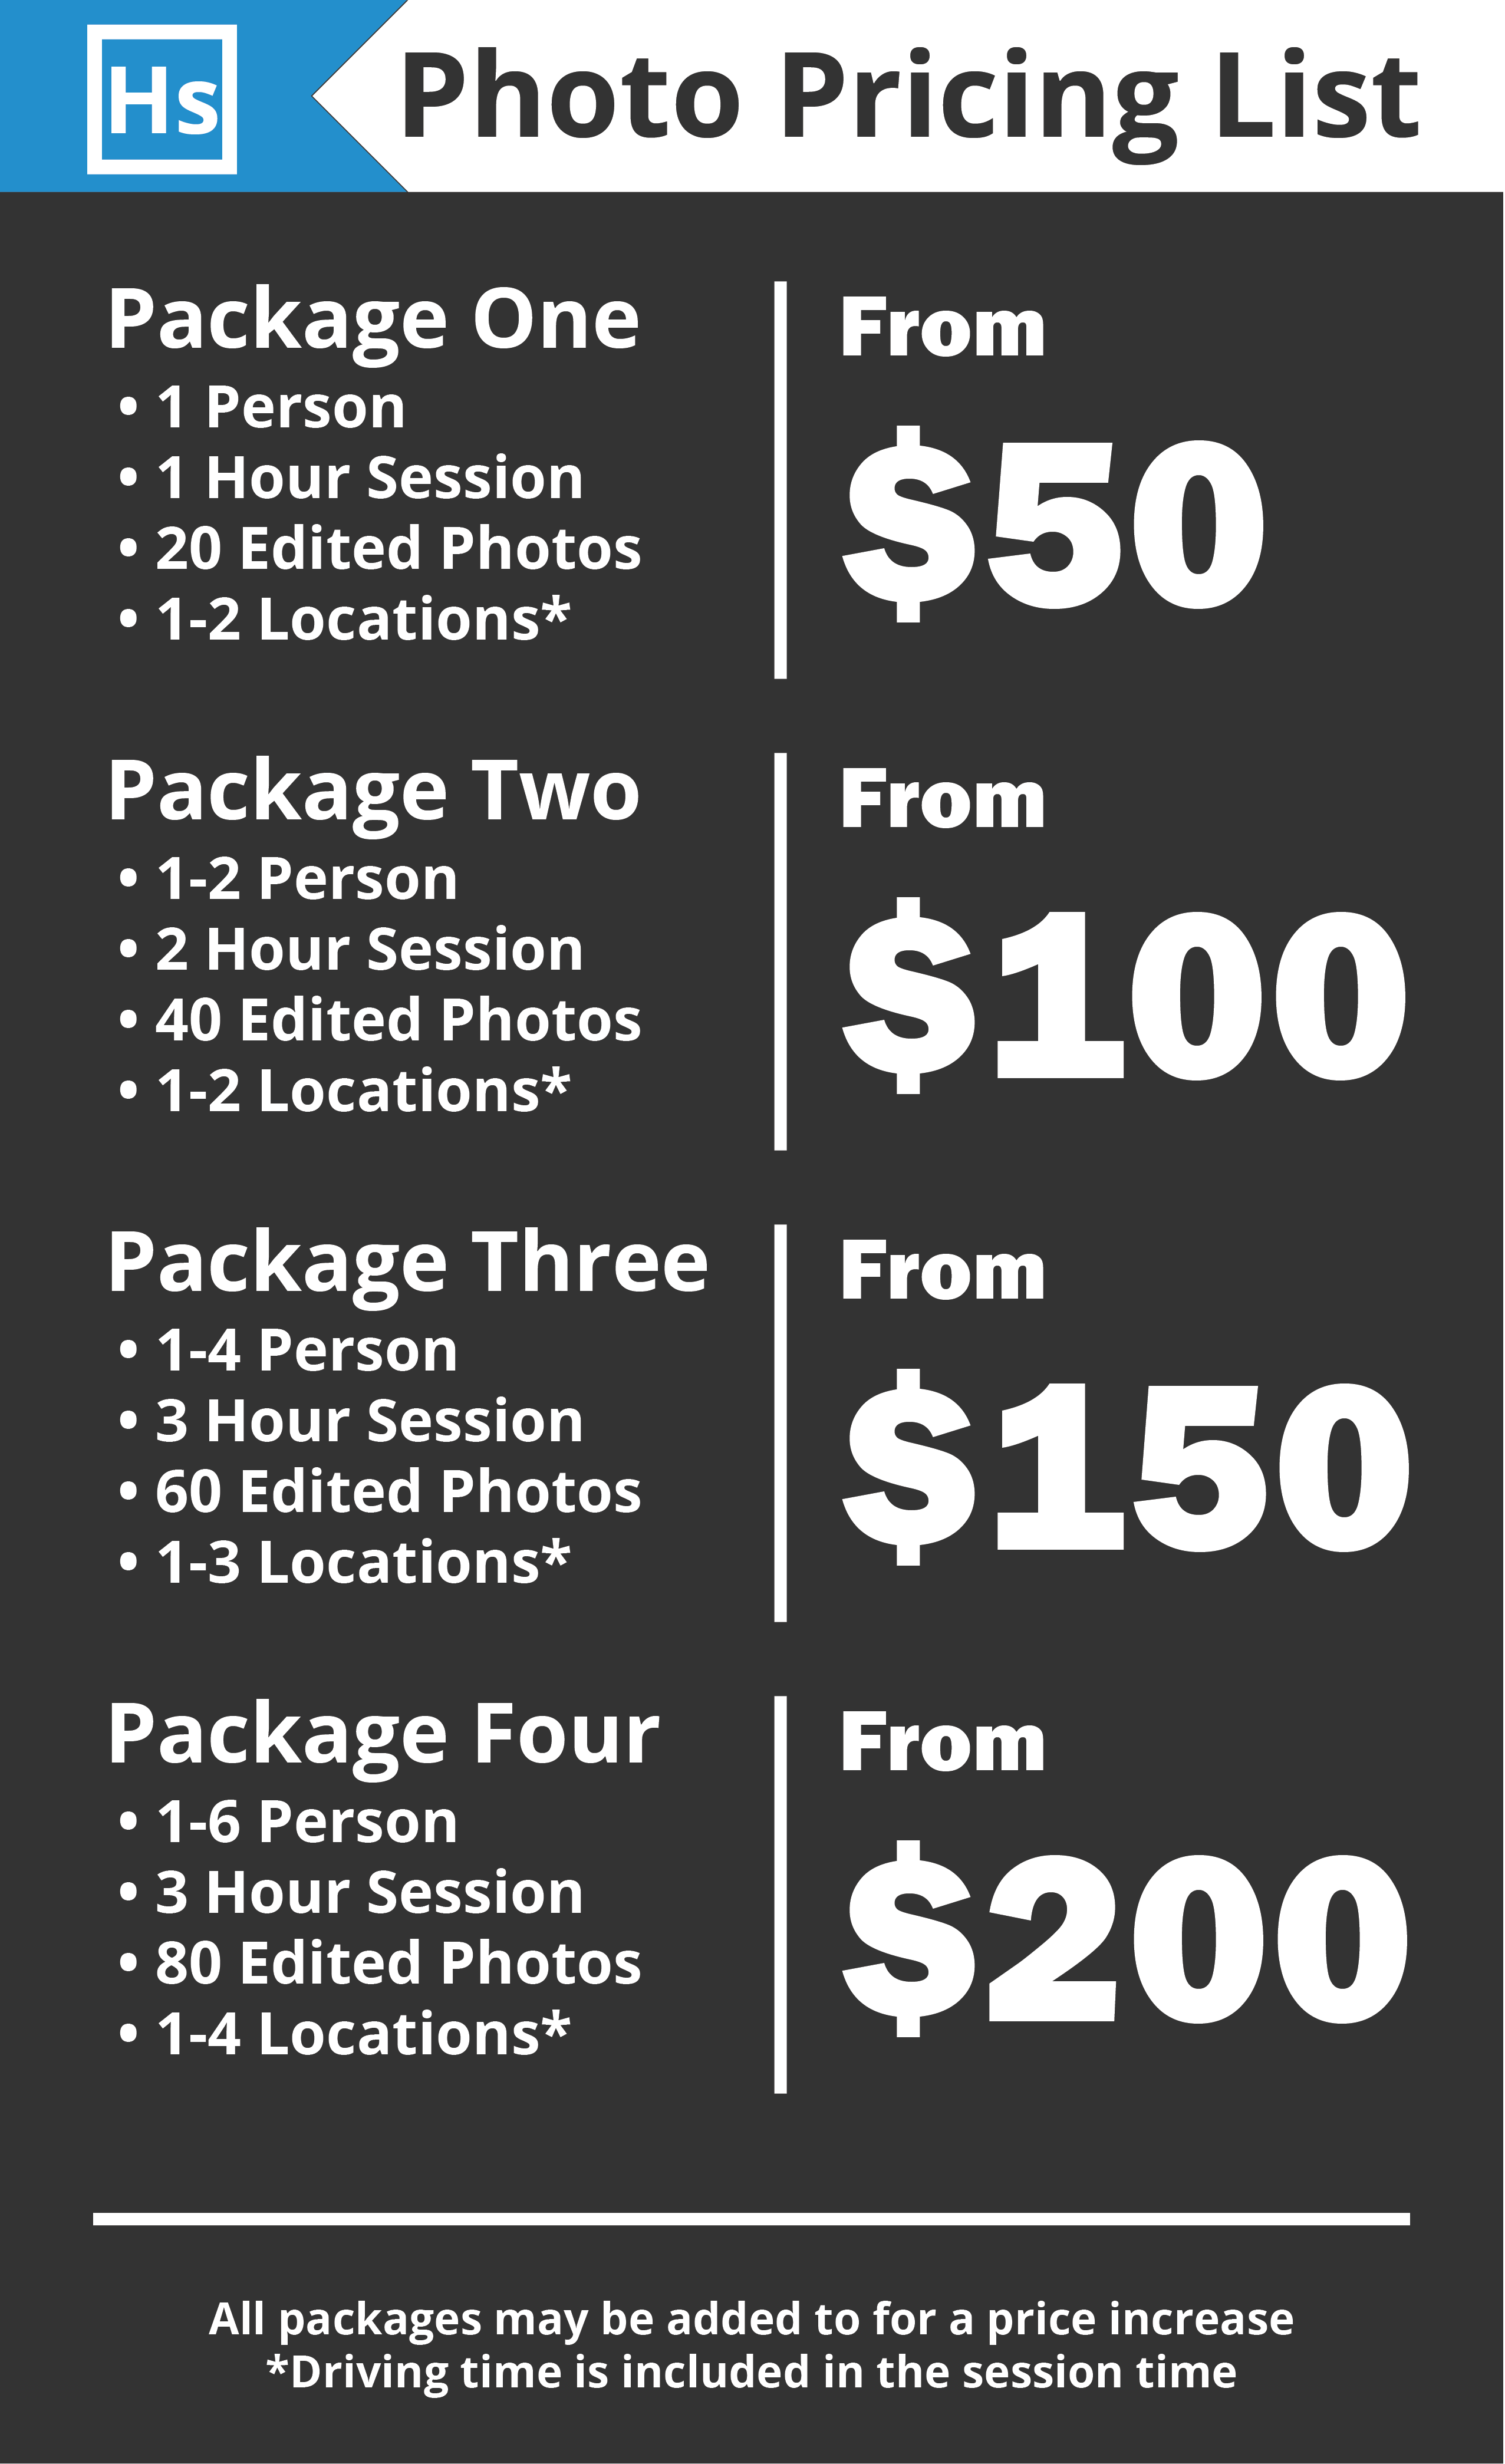 Hs
Photo Pricing List
Package One
• 1 Person
• 1 Hour Session
• 20 Edited Photos
• 1-2 Locations*
From
$50
Package Two
• 1-2 Person
• 2 Hour Session
• 40 Edited Photos
• 1-2 Locations*
From
$100
Package Three
• 1-4 Person
• 3 Hour Session
• 60 Edited Photos
• 1-3 Locations*
From
$150
Package Four
• 1-6 Person
• 3 Hour Session
• 80 Edited Photos
• 1-4 Locations*
From
$200
All packages may be added to for a price increase
*Driving time is included in the session time